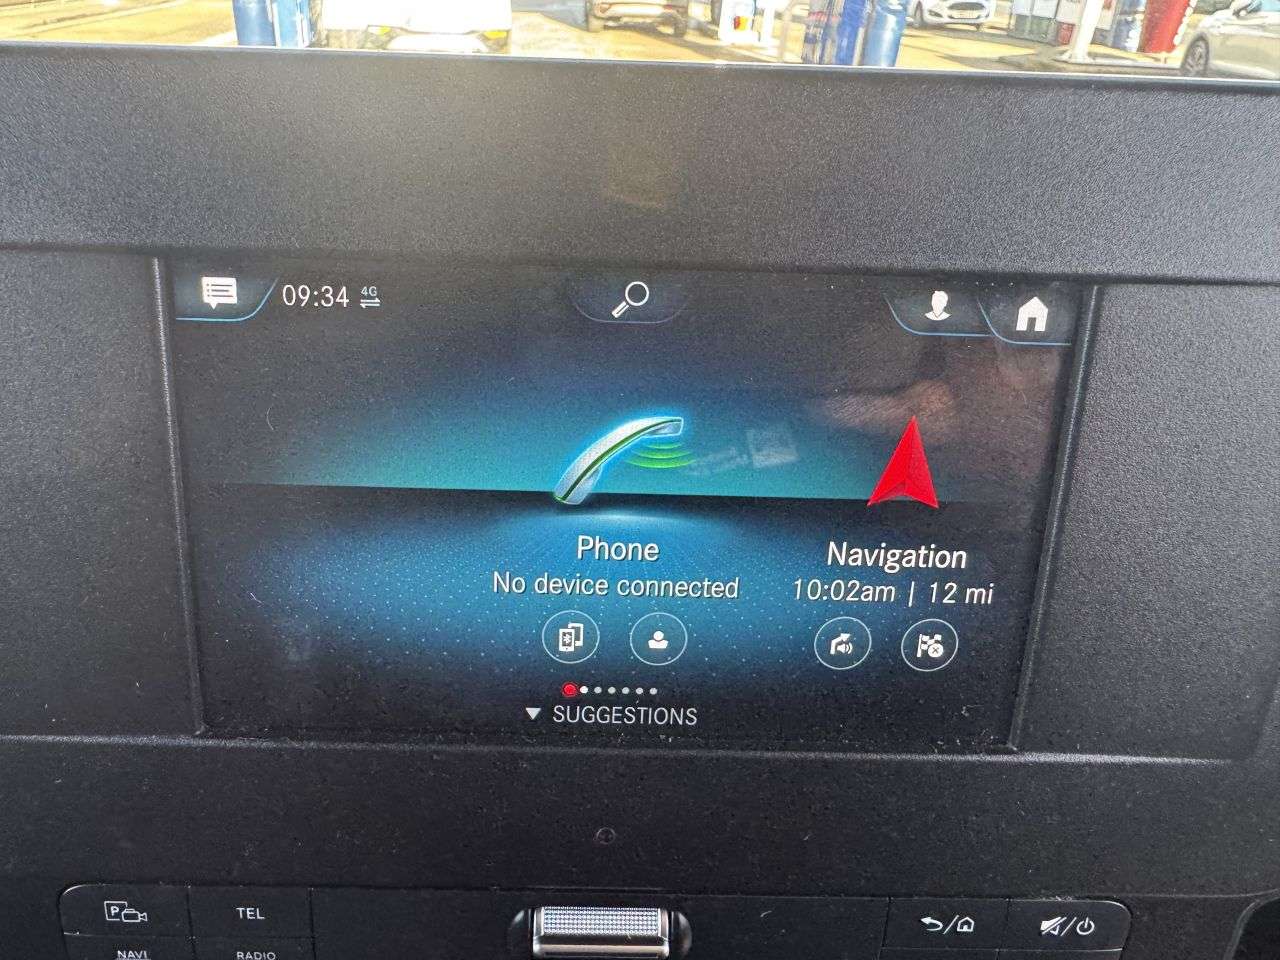 09:34 4G
Phone
No device connected
Navigation
10:02am | 12 mi
SUGGESTIONS
P
TEL
NAVI
RADIO